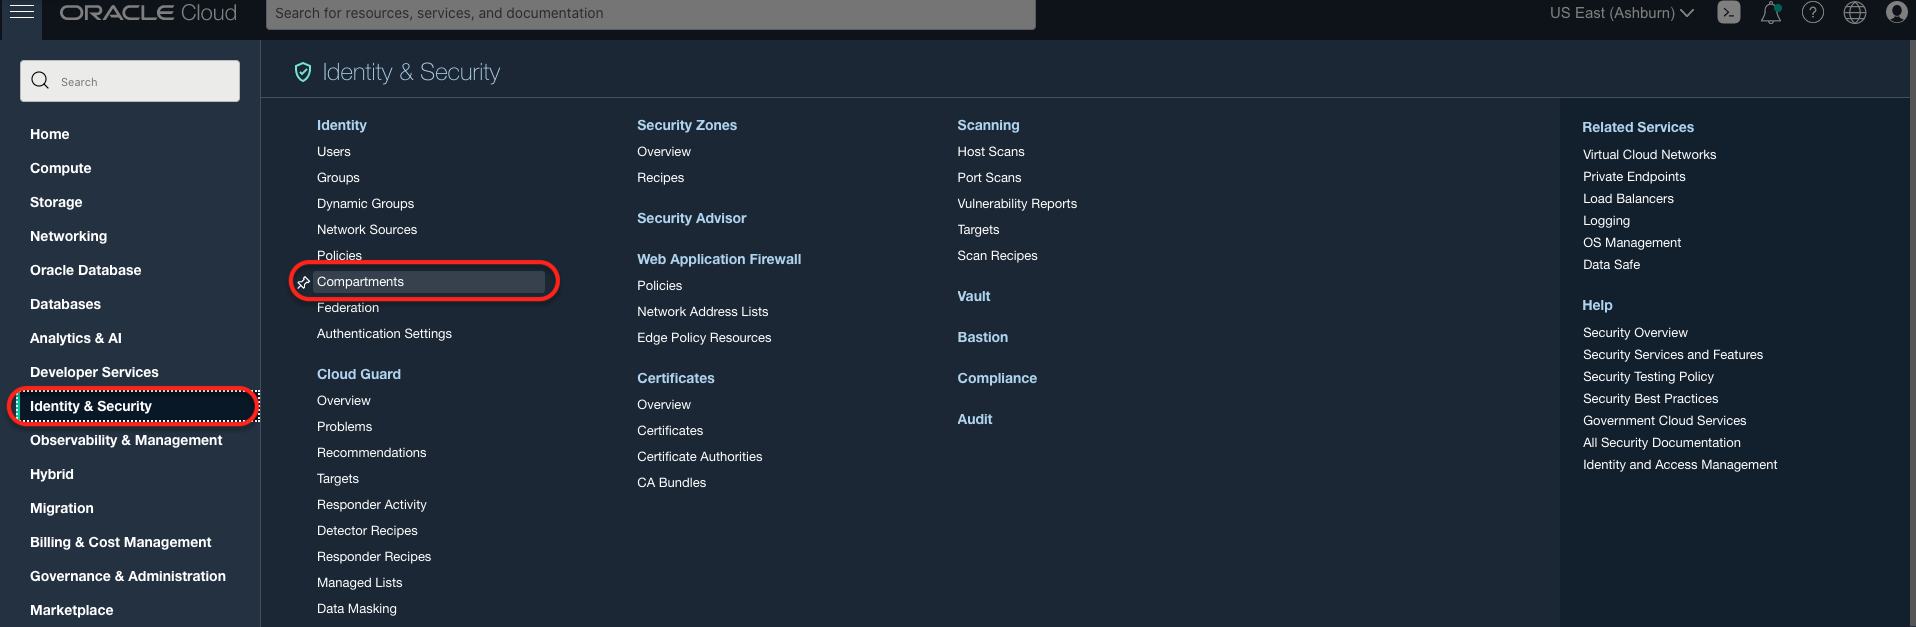 ORACLE Cloud
Search for resources, services, and documentation
US East (Ashburn)
Search
Home
Compute
Storage
Networking
Oracle Database
Databases
Analytics & AI
Developer Services
Identity & Security
Observability & Management
Hybrid
Migration
Billing & Cost Management
Governance & Administration
Marketplace
Identity & Security
Identity
Users
Groups
Dynamic Groups
Network Sources
Policies
Compartments
Federation
Authentication Settings
Cloud Guard
Overview
Problems
Recommendations
Targets
Responder Activity
Detector Recipes
Responder Recipes
Managed Lists
Data Masking
Security Zones
Overview
Recipes
Security Advisor
Web Application Firewall
Policies
Network Address Lists
Edge Policy Resources
Certificates
Overview
Certificates
Certificate Authorities
CA Bundles
Scanning
Host Scans
Port Scans
Vulnerability Reports
Targets
Scan Recipes
Vault
Bastion
Compliance
Audit
Related Services
Virtual Cloud Networks
Private Endpoints
Load Balancers
Logging
OS Management
Data Safe
Help
Security Overview
Security Services and Features
Security Testing Policy
Security Best Practices
Government Cloud Services
All Security Documentation
Identity and Access Management